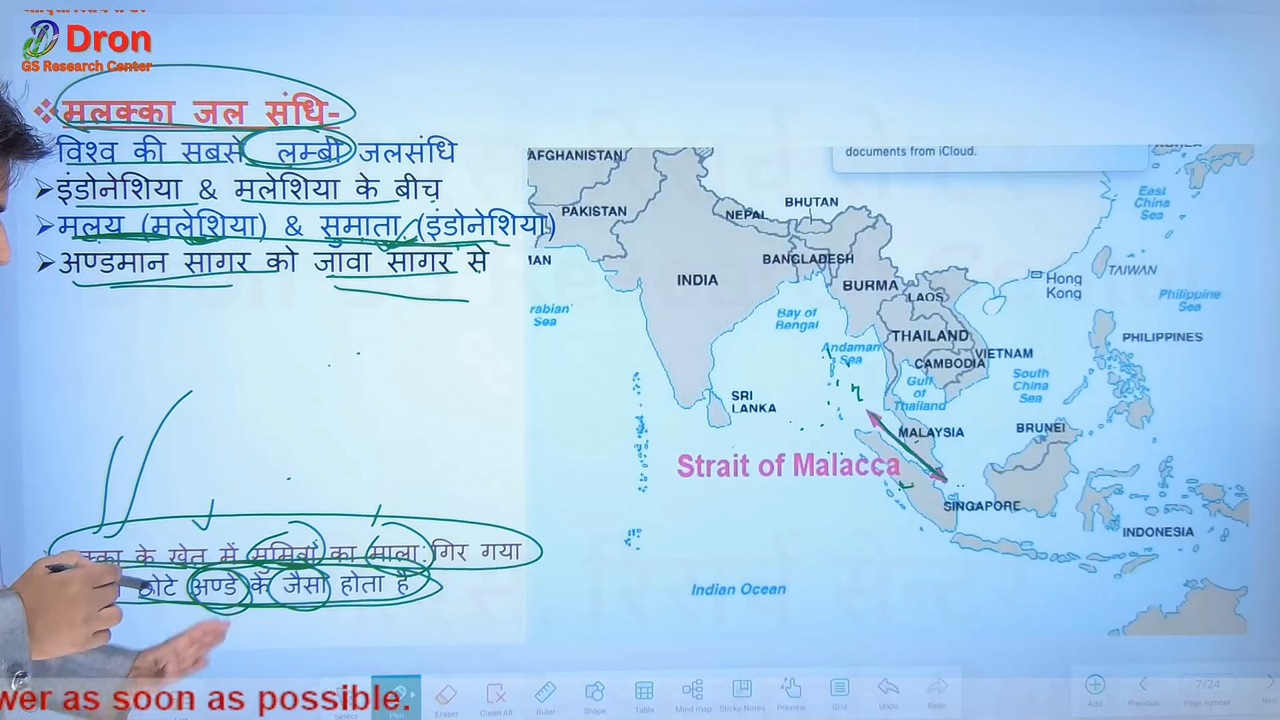 Dron
GS Research Center
मलक्का जल संधि-
विश्व की सबसे लम्बी जलसंधि
इंडोनेशिया & मलेशिया के बीच
मलय (मलेशिया) & सुमात्रा (इंडोनेशिया)
अण्डमान सागर को जावा सागर से
के खेत में का माला गिर गया
छोटे अण्डे के जैसा होता है
documents from iCloud.
AFGHANISTAN
PAKISTAN
NEPAL
BHUTAN
BANGLADESH
INDIA
BURMA
LAOS
THAILAND
CAMBODIA
VIETNAM
Hong Kong
TAIWAN
East China Sea
Philippine Sea
PHILIPPINES
South China Sea
Bay of Bengal
Andaman Sea
Gulf of Thailand
SRI LANKA
MALAYSIA
BRUNEI
Strait of Malacca
SINGAPORE
INDONESIA
Indian Ocean
wer as soon as possible.
Eraser
Clean All
Ruler
Shape
Table
Mind map
Sticky Notes
Preview
Grid
Undo
Redo
Add
Previous
7/24
Page number